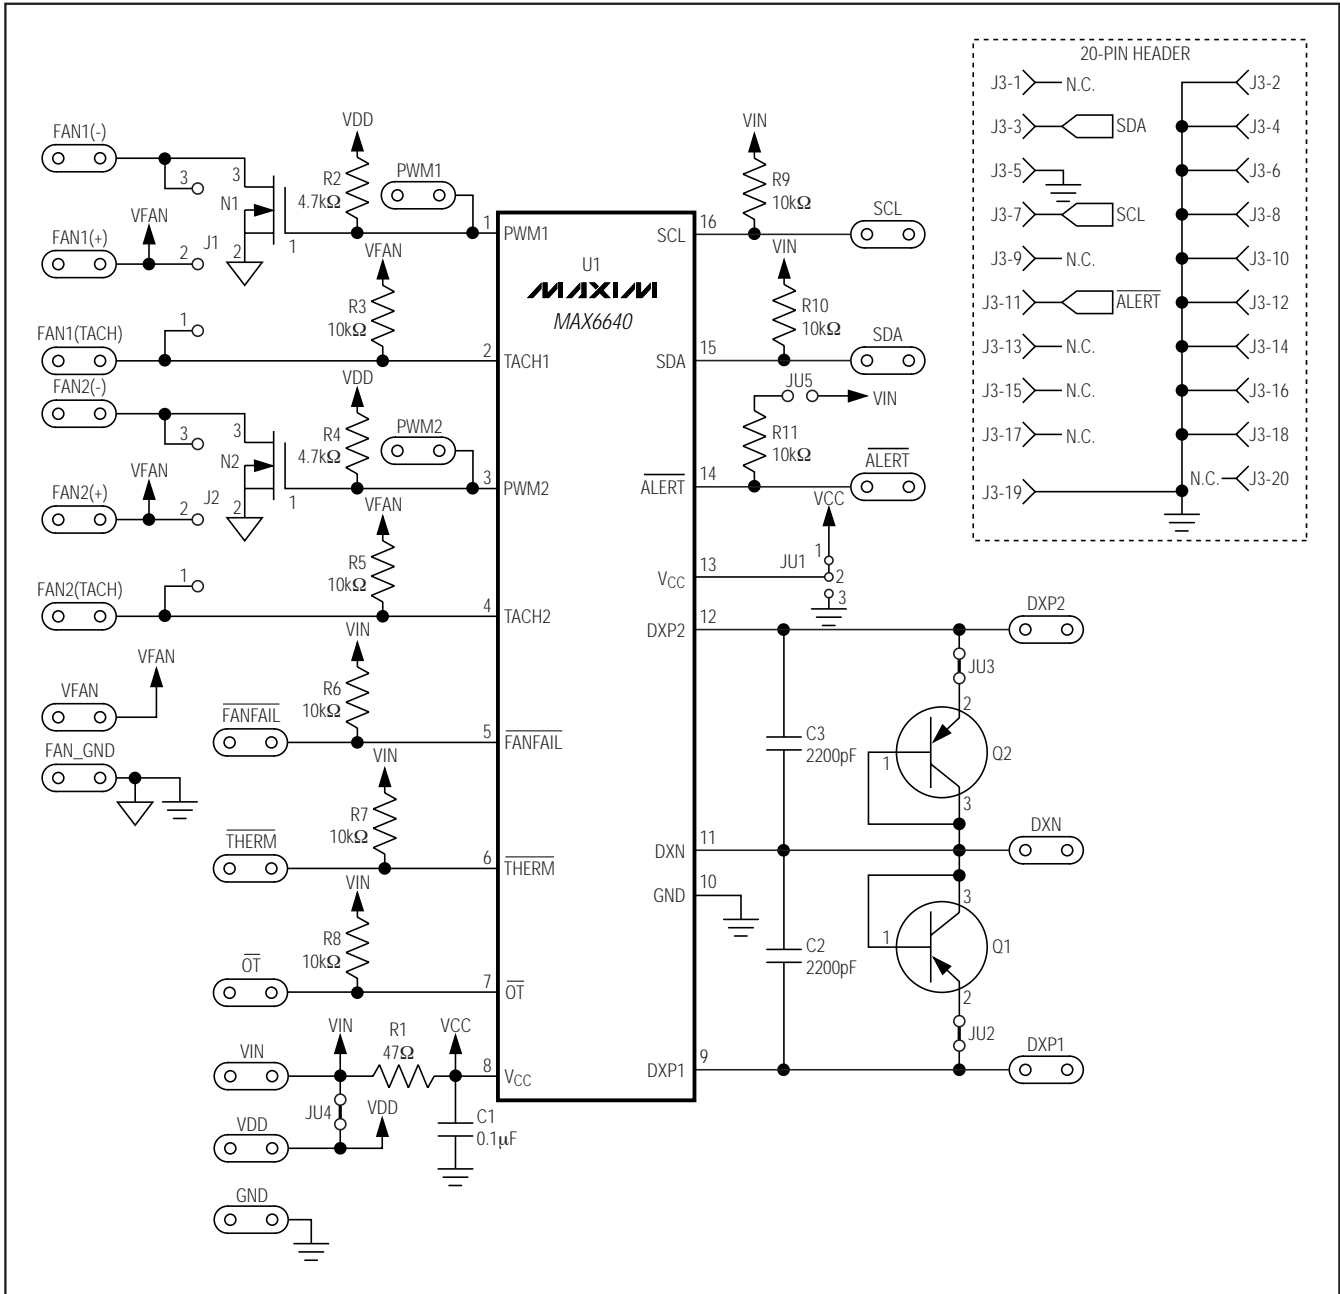 20-PIN HEADER
J3-1 N.C. J3-2
J3-3 SDA J3-4
J3-5 J3-6
J3-7 SCL J3-8
J3-9 N.C. J3-10
J3-11 ALERT J3-12
J3-13 N.C. J3-14
J3-15 N.C. J3-16
J3-17 N.C. J3-18
J3-19 N.C. J3-20
FAN1(-)
3
3
N1
2
1
VFAN
FAN1(+)
2
J1
VDD
R2
4.7kΩ
PWM1
1
PWM1
VFAN
R3
10kΩ
1
FAN1(TACH)
2
TACH1
FAN2(-)
3
3
N2
2
1
VFAN
FAN2(+)
2
J2
VDD
R4
4.7kΩ
PWM2
3
PWM2
VFAN
R5
10kΩ
1
FAN2(TACH)
4
TACH2
VFAN
VFAN
FAN_GND
VIN
R6
10kΩ
FANFAIL
5
FANFAIL
VIN
R7
10kΩ
THERM
6
THERM
VIN
R8
10kΩ
OT
7
OT
VIN
VIN
R1
47Ω
VCC
8
VCC
JU4
VDD
VDD
C1
0.1μF
GND
U1
MAXIM
MAX6640
VIN
R9
10kΩ
SCL
16
SCL
VIN
R10
10kΩ
SDA
15
SDA
JU5
VIN
R11
10kΩ
ALERT
14
ALERT
VCC
1
JU1
2
3
VCC
13
DXP2
12
DXP2
JU3
2
C3
2200pF
1
Q2
3
DXN
11
DXN
GND
10
3
C2
2200pF
1
Q1
2
JU2
DXP1
9
DXP1